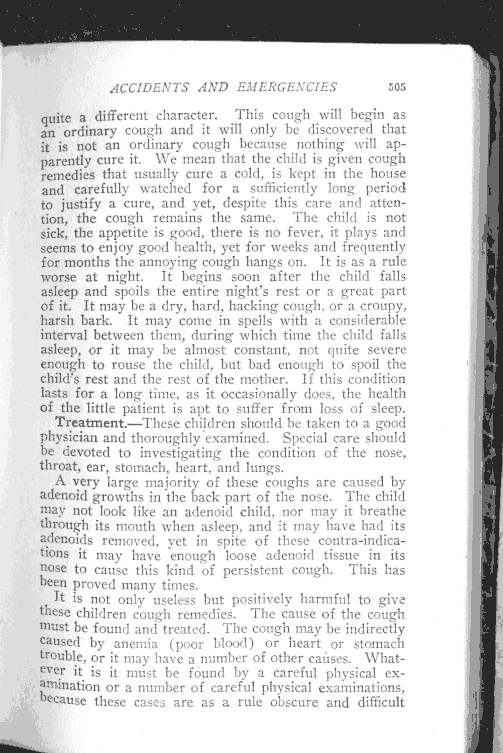 ACCIDENTS AND EMERGENCIES 505
quite a different character. This cough will begin as
an ordinary cough and it will only be discovered that
it is not an ordinary cough because nothing will ap-
parently cure it. We mean that the child is given cough
remedies that usually cure a cold, is kept in the house
and carefully watched for a sufficiently long period
to justify a cure, and yet, despite this care and atten-
tion, the cough remains the same. The child is not
sick, the appetite is good, there is no fever, it plays and
seems to enjoy good health, yet for weeks and frequently
for months the annoying cough hangs on. It is as a rule
worse at night. It begins soon after the child falls
asleep and spoils the entire night's rest or a great part
of it. It may be a dry, hard, hacking cough, or a croupy,
harsh bark. It may come in spells with a considerable
interval between them, during which time the child falls
asleep, or it may be almost constant, not quite severe
enough to rouse the child, but bad enough to spoil the
child's rest and the rest of the mother. If this condition
lasts for a long time, as it occasionally does, the health
of the little patient is apt to suffer from loss of sleep.
Treatment.—These children should be taken to a good
physician and thoroughly examined. Special care should
be devoted to investigating the condition of the nose,
throat, ear, stomach, heart, and lungs.
A very large majority of these coughs are caused by
adenoid growths in the back part of the nose. The child
may not look like an adenoid child, nor may it breathe
through its mouth when asleep, and it may have had its
adenoids removed, yet in spite of these contra-indica-
tions it may have enough loose adenoid tissue in its
nose to cause this kind of persistent cough. This has
been proved many times.
It is not only useless but positively harmful to give
these children cough remedies. The cause of the cough
must be found and treated. The cough may be indirectly
caused by anemia (poor blood) or heart or stomach
trouble, or it may have a number of other causes. What-
ever it is it must be found by a careful physical ex-
amination or a number of careful physical examinations,
because these cases are as a rule obscure and difficult